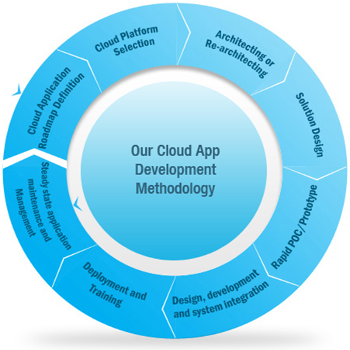 Our Cloud App
Development
Methodology
Cloud Application
Roadmap Definition
Cloud Platform
Selection
Architecting or
Re-architecting
Solution Design
Rapid POC/Prototype
Design, development
and system integration
Deployment and
Training
Steady state application
maintenance and
Management